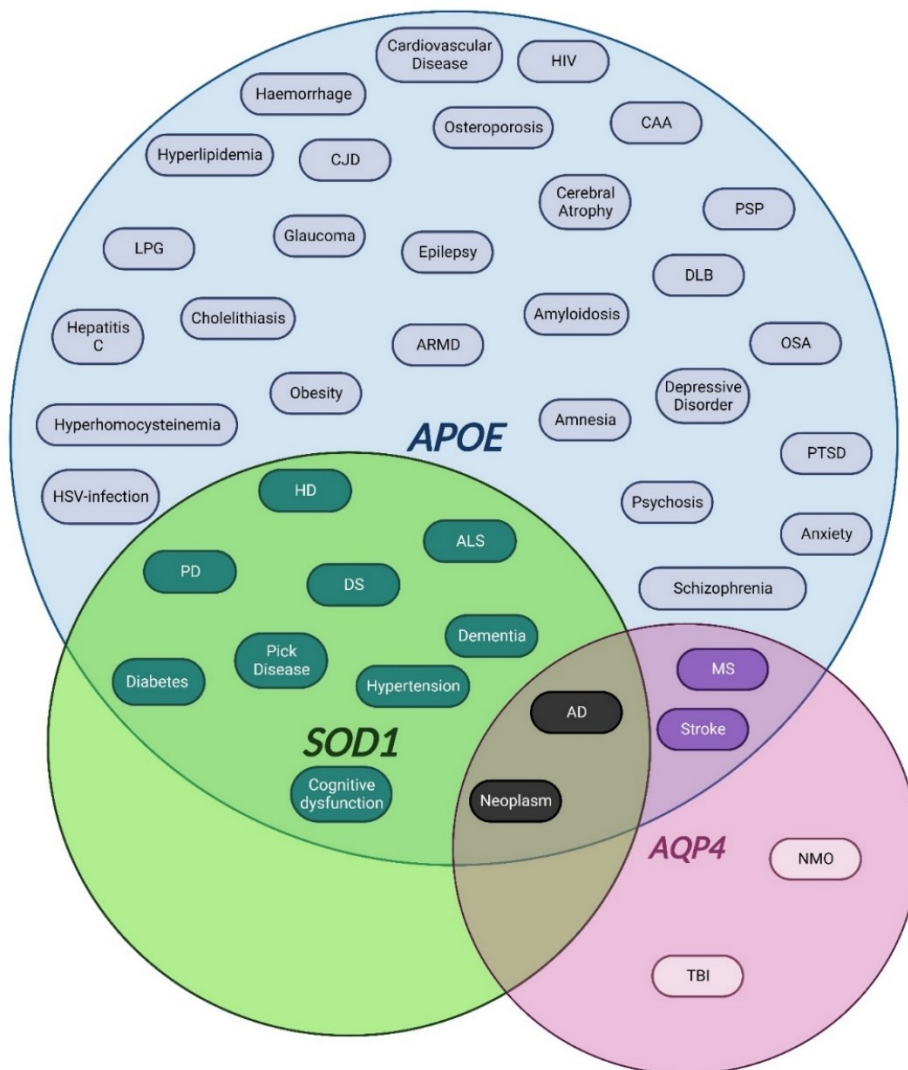 Cardiovascular
Disease
HIV
Haemorrhage
Osteroporosis
CAA
Hyperlipidemia
CJD
Cerebral
Atrophy
PSP
LPG
Glaucoma
Epilepsy
DLB
Hepatitis
C
Cholelithiasis
Amyloidosis
ARMD
OSA
Obesity
Depressive
Disorder
Hyperhomocysteinemia
Amnesia
APOE
PTSD
HSV-infection
HD
Psychosis
ALS
Anxiety
PD
DS
Schizophrenia
Dementia
Pick
Disease
MS
Diabetes
Hypertension
AD
Stroke
SOD1
Cognitive
dysfunction
Neoplasm
AQP4
NMO
TBI